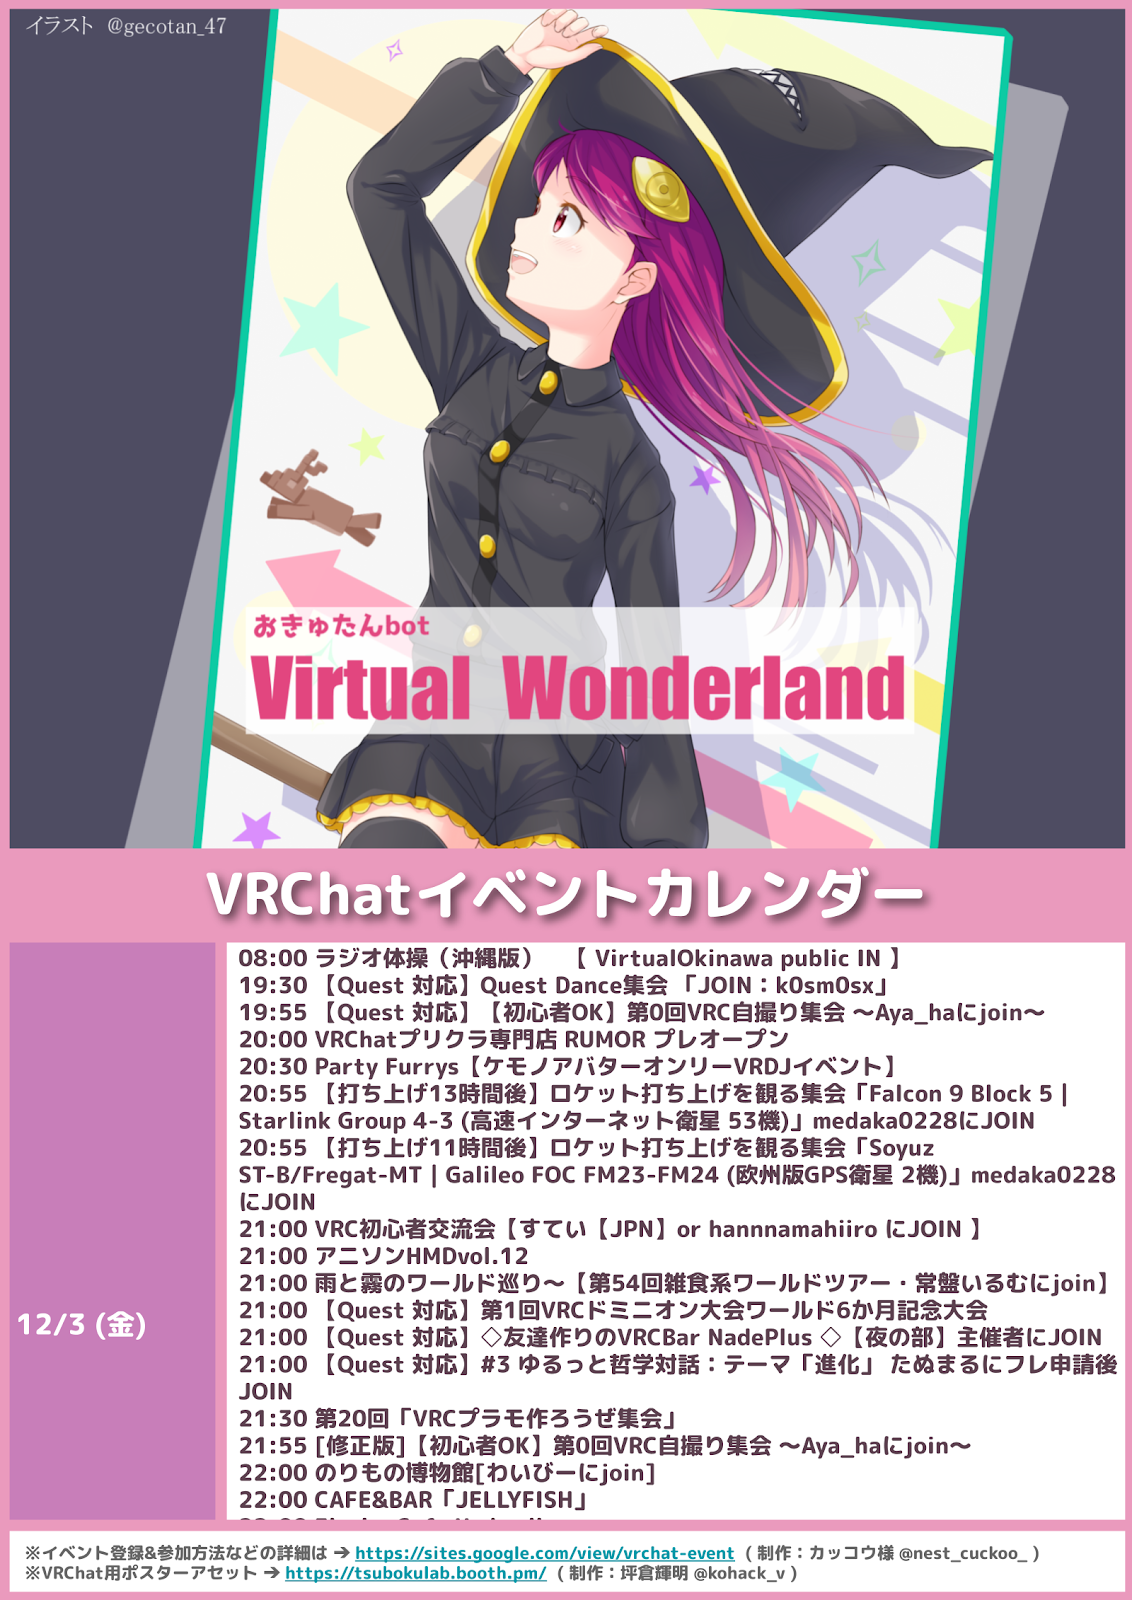 イラスト @gecotan_47
おきゅたんbot
Virtual Wonderland
VRChatイベントカレンダー
12/3 (金)
08:00 ラジオ体操（沖縄版） 【 VirtualOkinawa public IN 】
19:30 【Quest 対応】Quest Dance集会 「JOIN：k0sm0sx」
19:55 【Quest 対応】【初心者OK】第0回VRC自撮り集会 〜Aya_haにjoin〜
20:00 VRChatプリクラ専門店 RUMOR プレオープン
20:30 Party Furrys【ケモノアバターオンリーVRDJイベント】
20:55 【打ち上げ13時間後】ロケット打ち上げを観る集会「Falcon 9 Block 5 |
Starlink Group 4-3 (高速インターネット衛星 53機)」medaka0228にJOIN
20:55 【打ち上げ11時間後】ロケット打ち上げを観る集会「Soyuz
ST-B/Fregat-MT | Galileo FOC FM23-FM24 (欧州版GPS衛星 2機)」medaka0228
にJOIN
21:00 VRC初心者交流会【すてぃ【JPN】or hannnamahiiro にJOIN 】
21:00 アニソンHMDvol.12
21:00 雨と霧のワールド巡り〜【第54回雑食系ワールドツアー・常盤いるむにjoin】
21:00 【Quest 対応】第1回VRCドミニオン大会ワールド6か月記念大会
21:00 【Quest 対応】◇友達作りのVRCBar NadePlus ◇【夜の部】主催者にJOIN
21:00 【Quest 対応】#3 ゆるっと哲学対話：テーマ「進化」 たぬまるにフレ申請後
JOIN
21:30 第20回「VRCプラモ作ろうぜ集会」
21:55 [修正版]【初心者OK】第0回VRC自撮り集会 〜Aya_haにjoin〜
22:00 のりもの博物館[わいびーにjoin]
22:00 CAFE&BAR「JELLYFISH」
※イベント登録&参加方法などの詳細は ➔ https://sites.google.com/view/vrchat-event ( 制作：カッコウ様 @nest_cuckoo_ )
※VRChat用ポスターアセット ➔ https://tsubokulab.booth.pm/ ( 制作：坪倉輝明 @kohack_v )